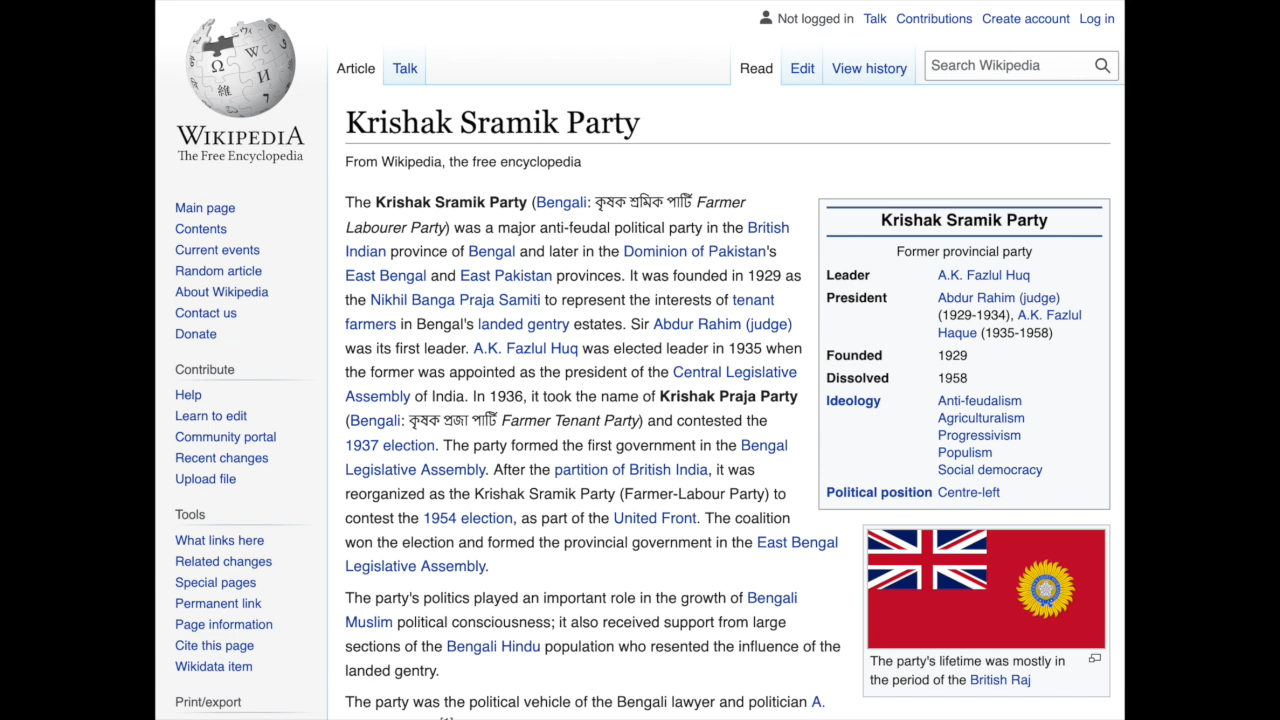 Not logged in Talk Contributions Create account Log in
Article Talk Read Edit View history Search Wikipedia
WIKIPEDIA
The Free Encyclopedia
Main page
Contents
Current events
Random article
About Wikipedia
Contact us
Donate
Contribute
Help
Learn to edit
Community portal
Recent changes
Upload file
Tools
What links here
Related changes
Special pages
Permanent link
Page information
Cite this page
Wikidata item
Print/export
Krishak Sramik Party
From Wikipedia, the free encyclopedia
The Krishak Sramik Party (Bengali: কৃষক শ্রমিক পার্টি Farmer
Labourer Party) was a major anti-feudal political party in the British
Indian province of Bengal and later in the Dominion of Pakistan's
East Bengal and East Pakistan provinces. It was founded in 1929 as
the Nikhil Banga Praja Samiti to represent the interests of tenant
farmers in Bengal's landed gentry estates. Sir Abdur Rahim (judge)
was its first leader. A.K. Fazlul Huq was elected leader in 1935 when
the former was appointed as the president of the Central Legislative
Assembly of India. In 1936, it took the name of Krishak Praja Party
(Bengali: কৃষক প্রজা পার্টি Farmer Tenant Party) and contested the
1937 election. The party formed the first government in the Bengal
Legislative Assembly. After the partition of British India, it was
reorganized as the Krishak Sramik Party (Farmer-Labour Party) to
contest the 1954 election, as part of the United Front. The coalition
won the election and formed the provincial government in the East Bengal
Legislative Assembly.
The party's politics played an important role in the growth of Bengali
Muslim political consciousness; it also received support from large
sections of the Bengali Hindu population who resented the influence of the
landed gentry.
The party was the political vehicle of the Bengali lawyer and politician A.
Krishak Sramik Party
Former provincial party
Leader A.K. Fazlul Huq
President Abdur Rahim (judge)
(1929-1934), A.K. Fazlul
Haque (1935-1958)
Founded 1929
Dissolved 1958
Ideology Anti-feudalism
Agriculturalism
Progressivism
Populism
Social democracy
Political position Centre-left
The party's lifetime was mostly in
the period of the British Raj